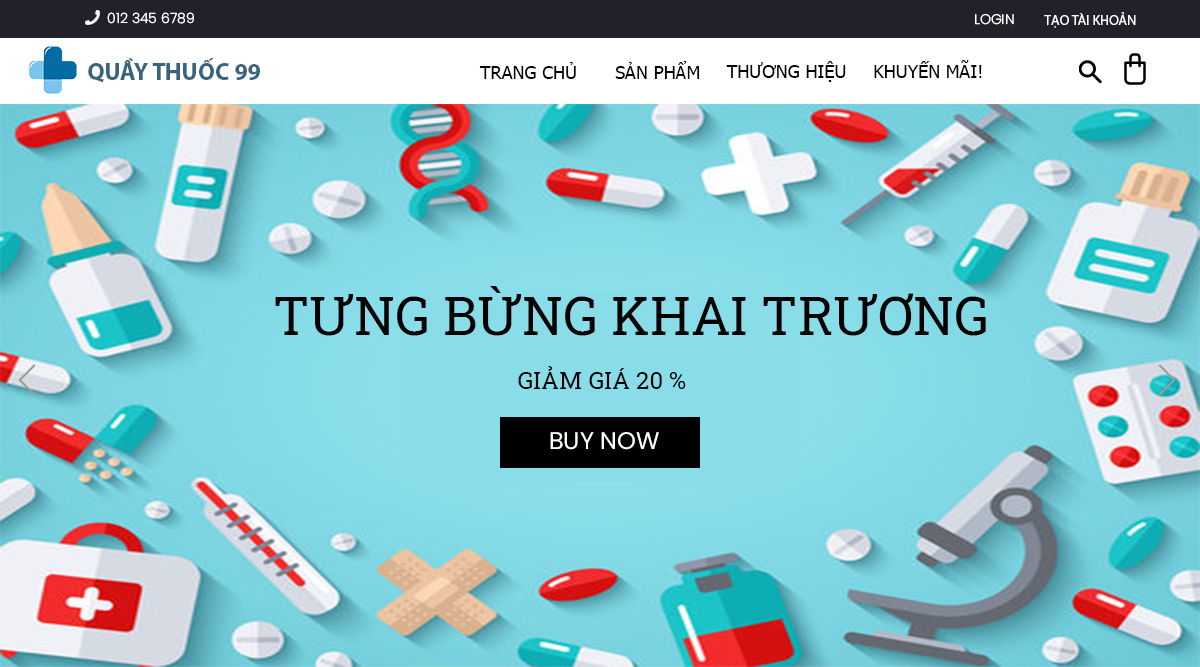 012 345 6789
LOGIN
TẠO TÀI KHOẢN
QUẦY THUỐC 99
TRANG CHỦ
SẢN PHẨM
THƯƠNG HIỆU
KHUYẾN MÃI!
TƯNG BỪNG KHAI TRƯƠNG
GIẢM GIÁ 20 %
BUY NOW